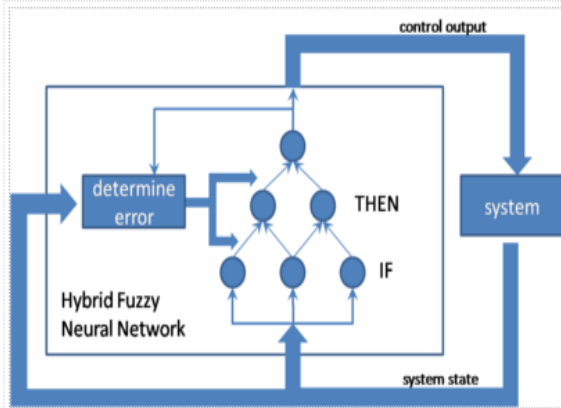 control output
determine
error
THEN
system
IF
Hybrid Fuzzy
Neural Network
system state